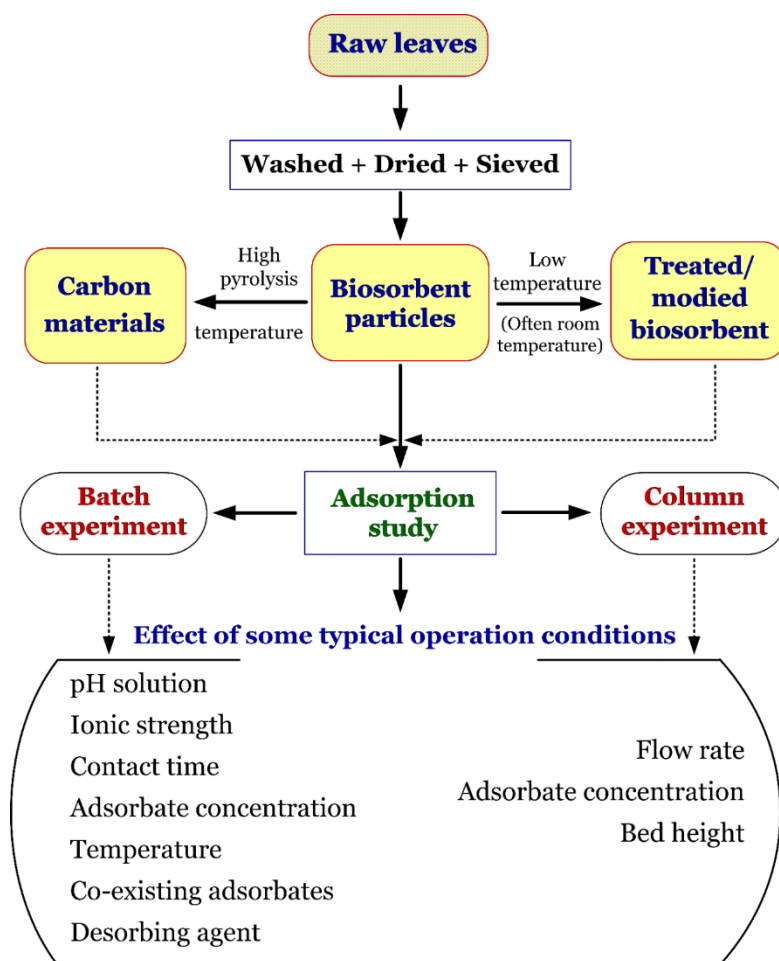 Raw leaves
Washed + Dried + Sieved
High
pyrolysis
temperature
Low
temperature
(Often room
temperature)
Carbon
materials
Biosorbent
particles
Treated/
modied
biosorbent
Batch
experiment
Adsorption
study
Column
experiment
Effect of some typical operation conditions
pH solution
Ionic strength
Contact time
Adsorbate concentration
Temperature
Co-existing adsorbates
Desorbing agent
Flow rate
Adsorbate concentration
Bed height